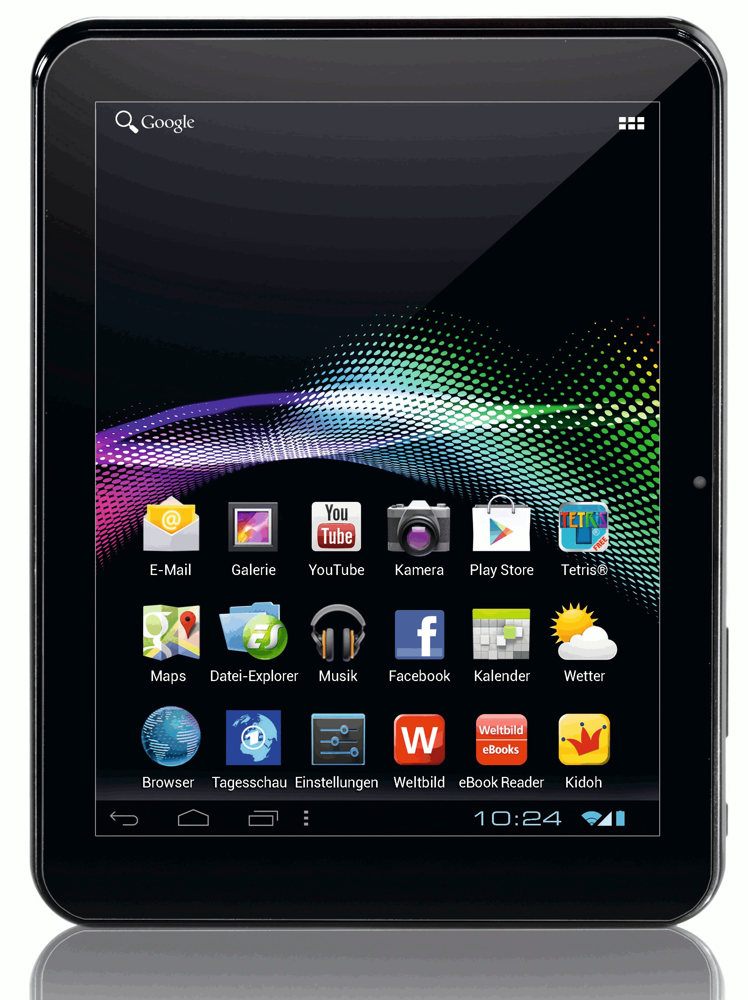 Google
You
Tube
TETRIS
®
FREE
E-Mail Galerie YouTube Kamera Play Store Tetris®
g ES f
Maps Datei-Explorer Musik Facebook Kalender Wetter
1 W Weltbild
eBooks
Browser Tagesschau Einstellungen Weltbild eBook Reader Kidoh
10:24